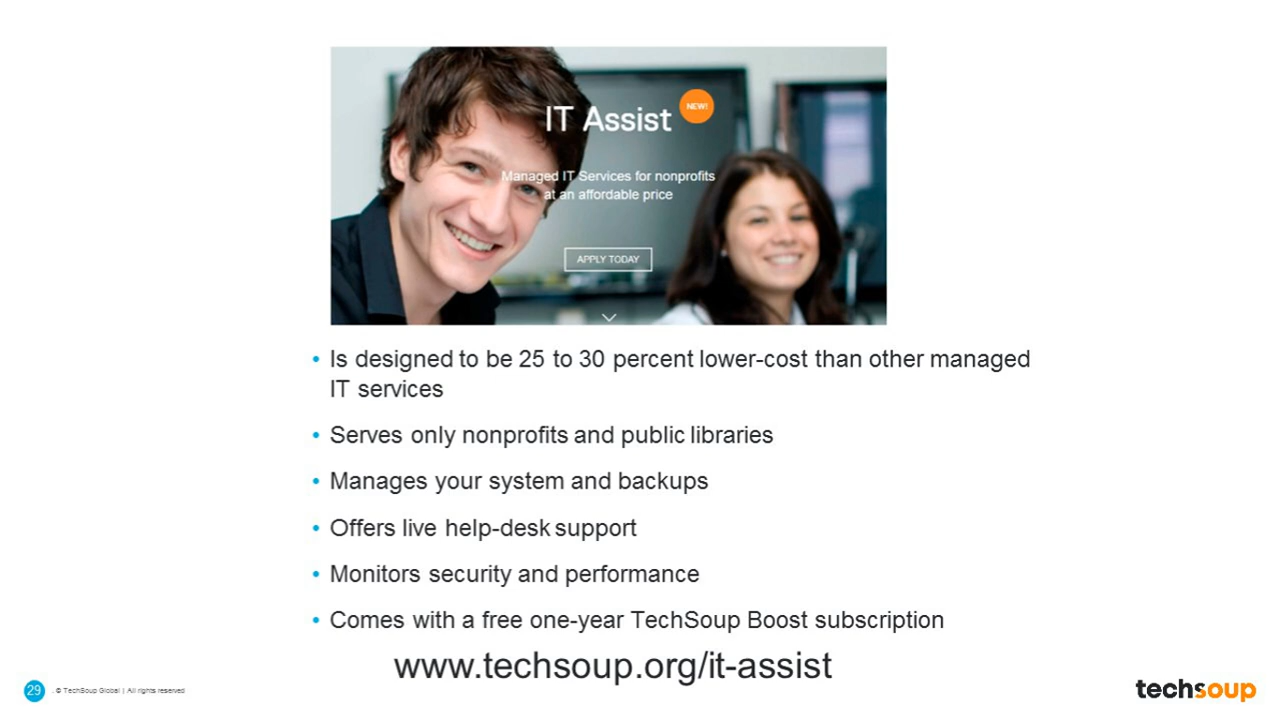 IT Assist
NEW!
Managed IT Services for nonprofits
at an affordable price
APPLY TODAY
• Is designed to be 25 to 30 percent lower-cost than other managed
IT services
• Serves only nonprofits and public libraries
• Manages your system and backups
• Offers live help-desk support
• Monitors security and performance
• Comes with a free one-year TechSoup Boost subscription
www.techsoup.org/it-assist
29
. © TechSoup Global | All rights reserved
techsoup